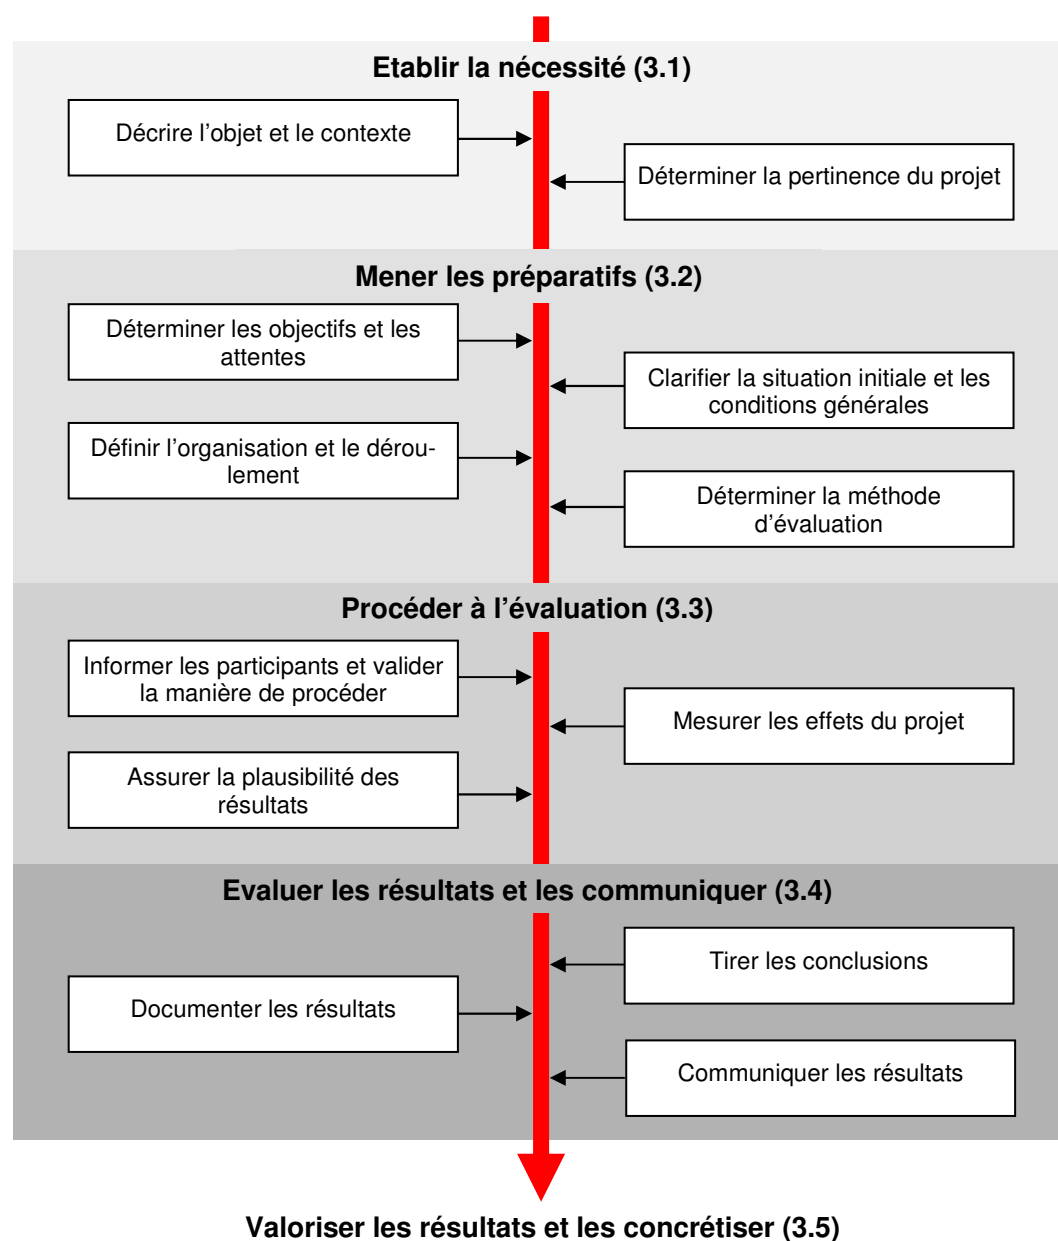 Etablir la nécessité (3.1)
Décrire l’objet et le contexte
Déterminer la pertinence du projet
Mener les préparatifs (3.2)
Déterminer les objectifs et les
attentes
Clarifier la situation initiale et les
conditions générales
Définir l’organisation et le dérou-
lement
Déterminer la méthode
d’évaluation
Procéder à l’évaluation (3.3)
Informer les participants et valider
la manière de procéder
Mesurer les effets du projet
Assurer la plausibilité des
résultats
Evaluer les résultats et les communiquer (3.4)
Tirer les conclusions
Documenter les résultats
Communiquer les résultats
Valoriser les résultats et les concrétiser (3.5)